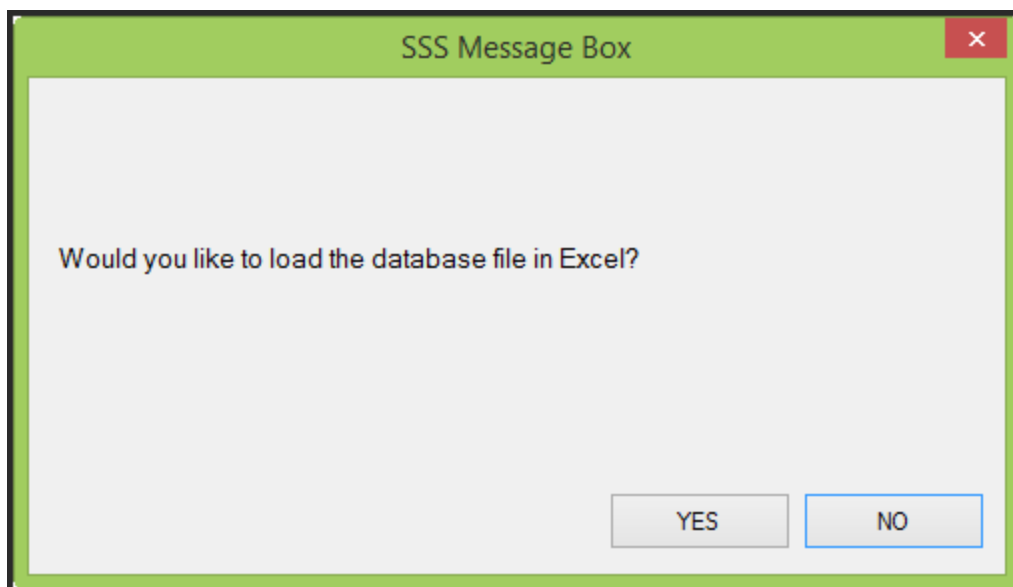 SSS Message Box
Would you like to load the database file in Excel?
YES
NO